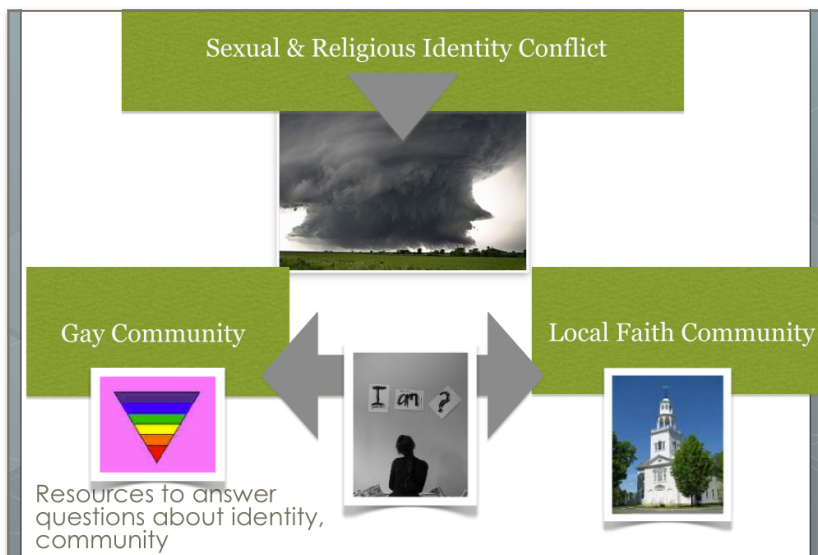 Sexual & Religious Identity Conflict
Gay Community
Local Faith Community
I am ?
Resources to answer
questions about identity,
community